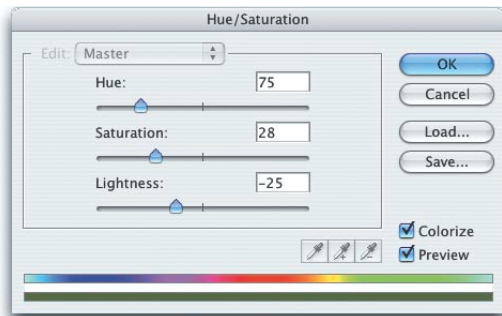 Hue/Saturation
Edit: Master
Hue: 75
Saturation: 28
Lightness: -25
OK
Cancel
Load...
Save...
Colorize
Preview